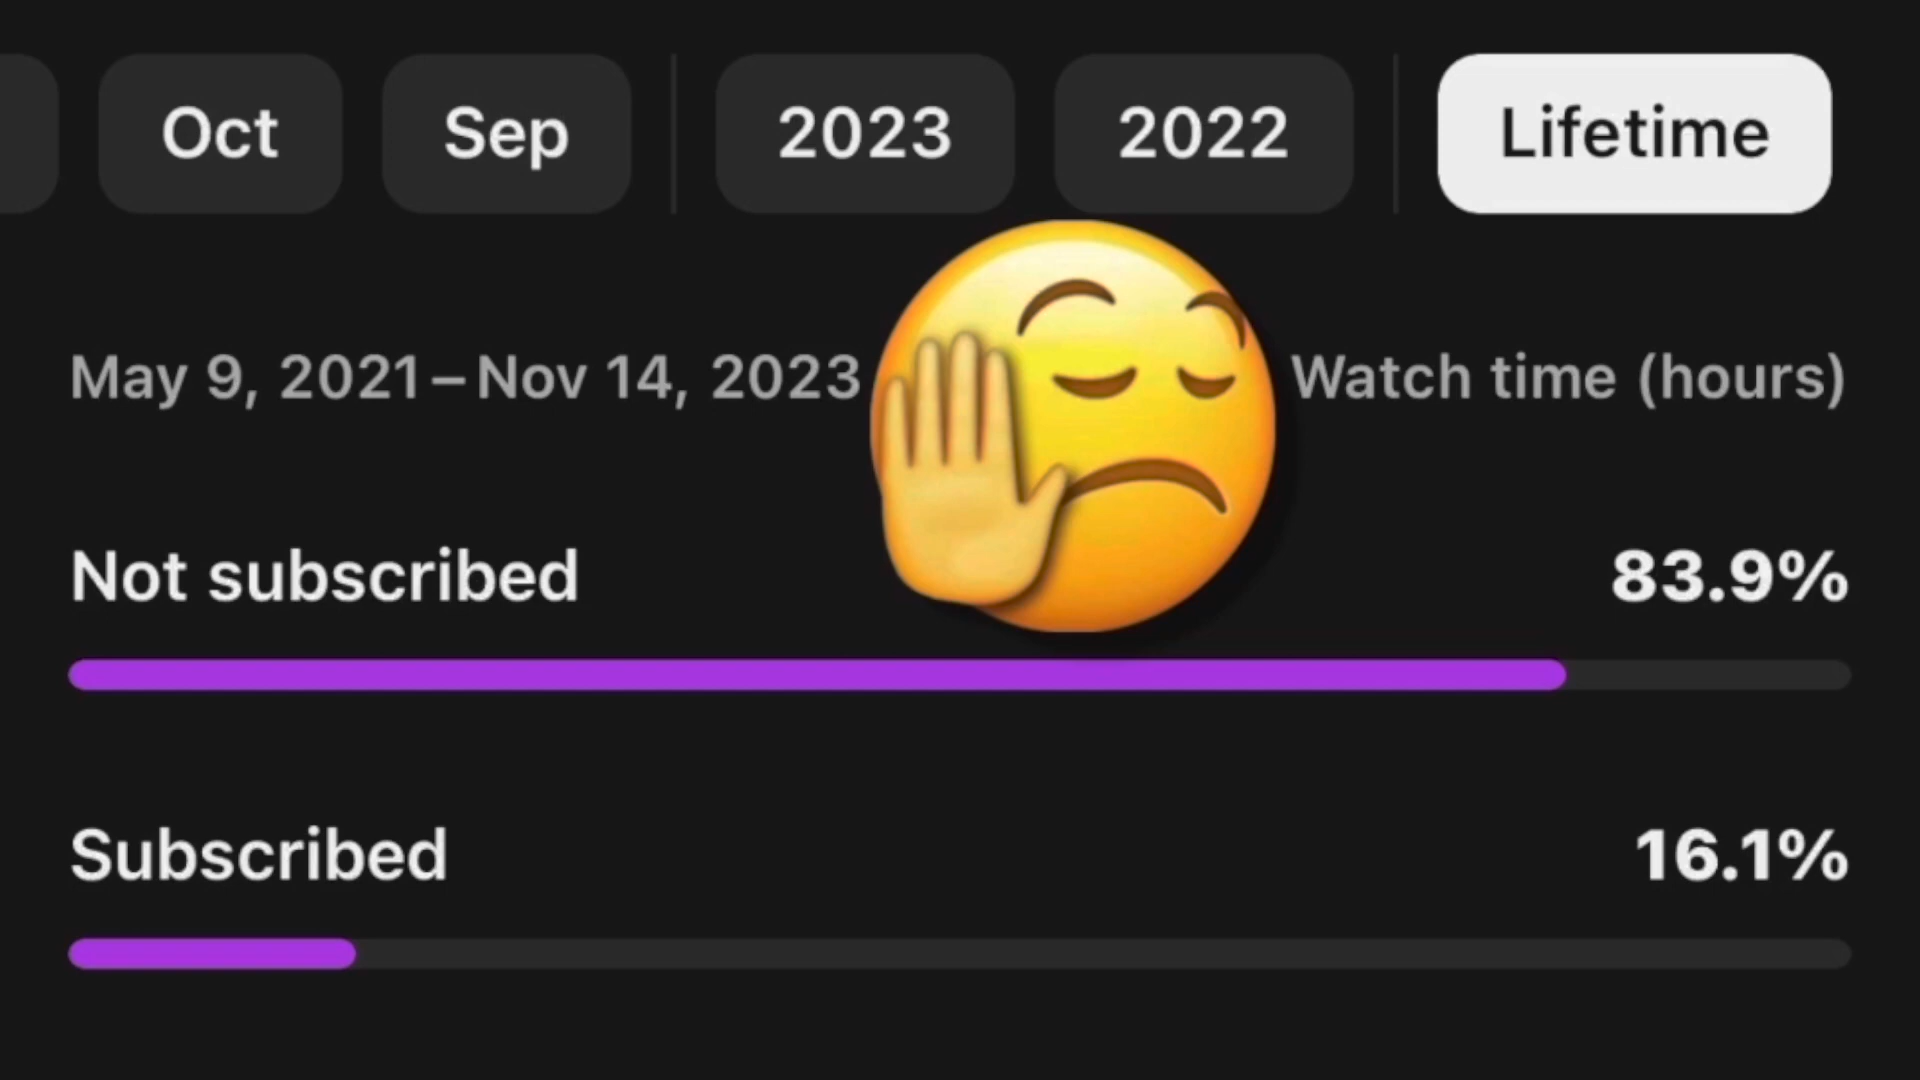 Oct Sep 2023 2022 Lifetime
May 9, 2021 – Nov 14, 2023 Watch time (hours)
Not subscribed 83.9%
Subscribed 16.1%